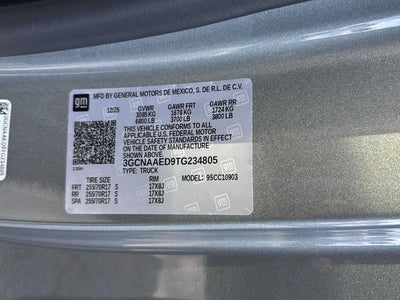 gm
MFD BY GENERAL MOTORS DE MEXICO, S. DE R.L. DE C.V.
12/25 GVWR GAWR FRT GAWR RR
3085 KG 1678 KG 1724 KG
6800 LB 3700 LB 3800 LB
THIS VEHICLE CONFORMS TO ALL APPLICABLE
U.S. FEDERAL MOTOR
VEHICLE SAFETY
STANDARDS IN EFFECT ON
THE DATE OF MANUFACTURE
SHOWN ABOVE.
3GCNAAED9TG234805
TYPE: TRUCK
TIRE SIZE RIM MODEL: 95CC10903
FRT 255/70R17 S 17X8J
RR 255/70R17 S 17X8J
SPA 255/70R17 S 17X8J